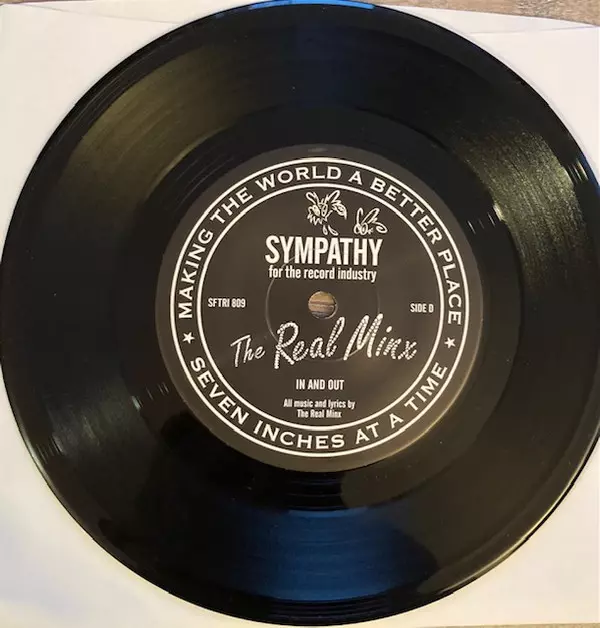 MAKING THE WORLD A BETTER PLACE
★ SEVEN INCHES AT A TIME ★
SYMPATHY
for the record industry
SFTRI 809
SIDE D
The Real Minx
IN AND OUT
All music and lyrics by
The Real Minx